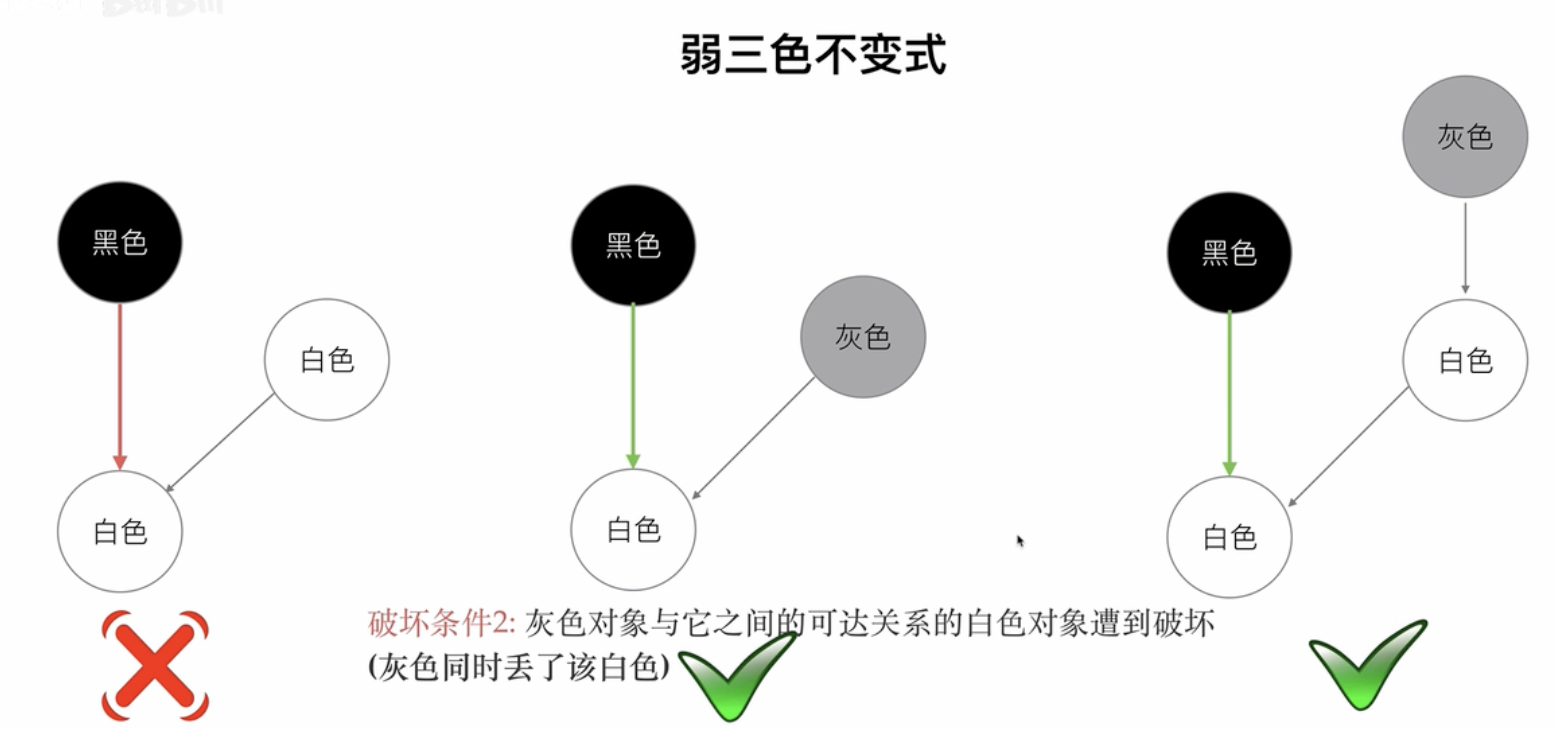 弱三色不变式
灰色
黑色
黑色
黑色
灰色
白色
白色
白色
白色
白色
破坏条件2: 灰色对象与它之间的可达关系的白色对象遭到破坏
(灰色同时丢了该白色)